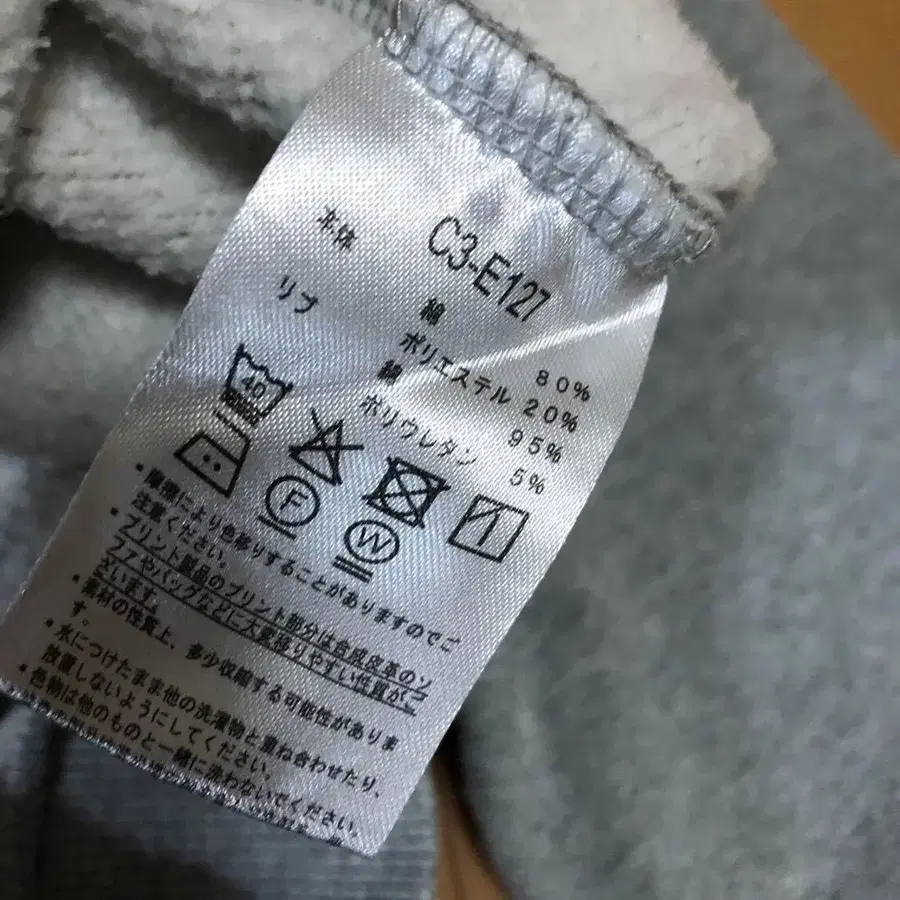 C3-E127
本体 綿 80%
ポリエステル 20%
リブ 綿 95%
ポリウレタン 5%
40
F
W
・摩擦により色移りすることがありますのでご
注意ください。
・プリント製品のプリント部分は合成皮革のソ
ファやバッグなどに大変移りやすい性質がご
ざいます。
・素材の性質上、多少収縮する可能性がありま
す。
・水につけたまま他の洗濯物と重ね合わせたり、
放置しないようにしてください。
色物は他のものと一緒に洗わないでください。